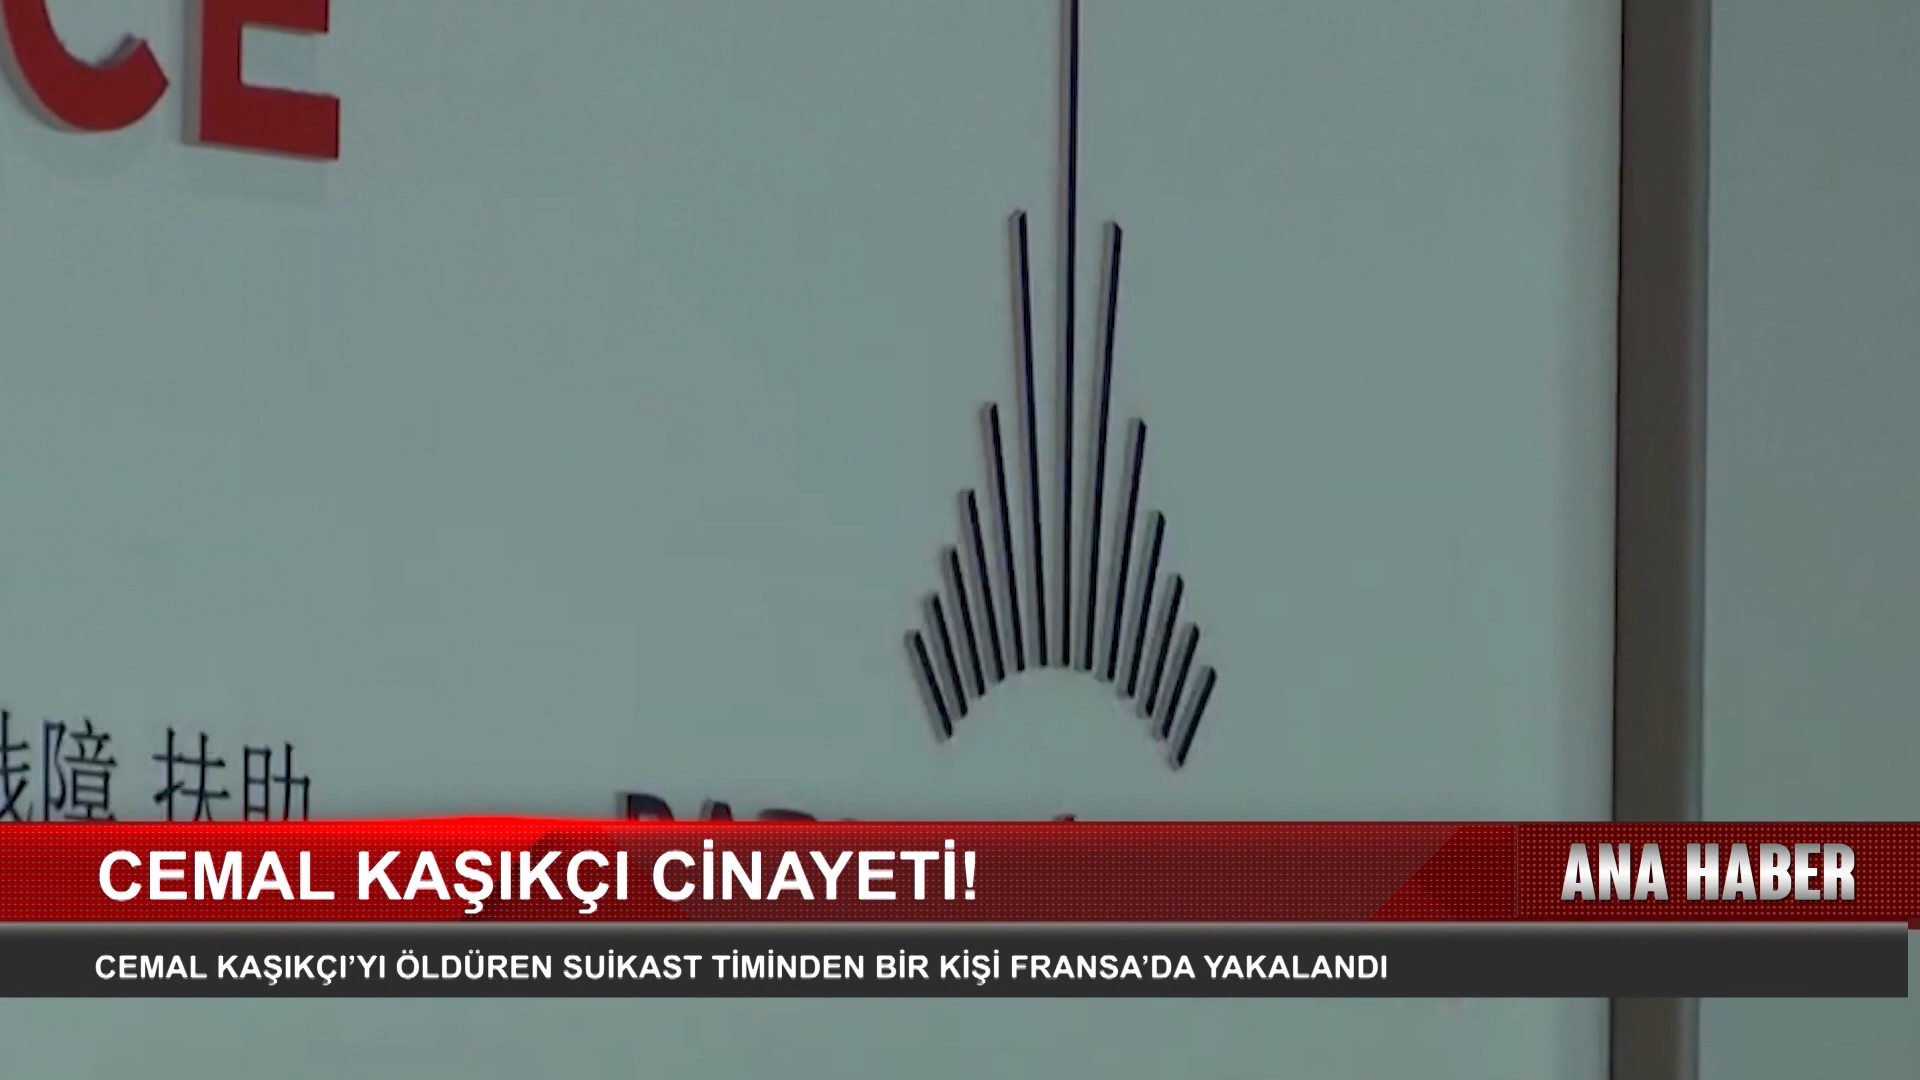 CE
障 扶助
CEMAL KAŞIKÇI CİNAYETİ!
ANA HABER
CEMAL KAŞIKÇI'YI ÖLDÜREN SUİKAST TİMİNDEN BİR KİŞİ FRANSA'DA YAKALANDI